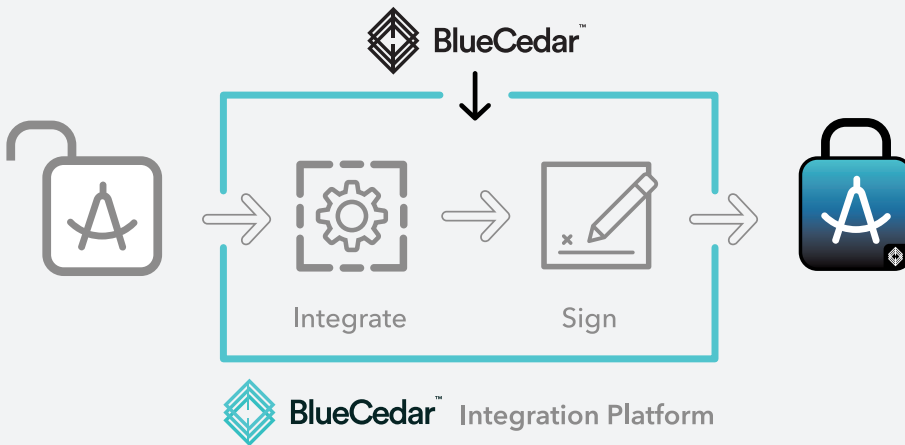 BlueCedar™
Integrate
Sign
BlueCedar™ Integration Platform